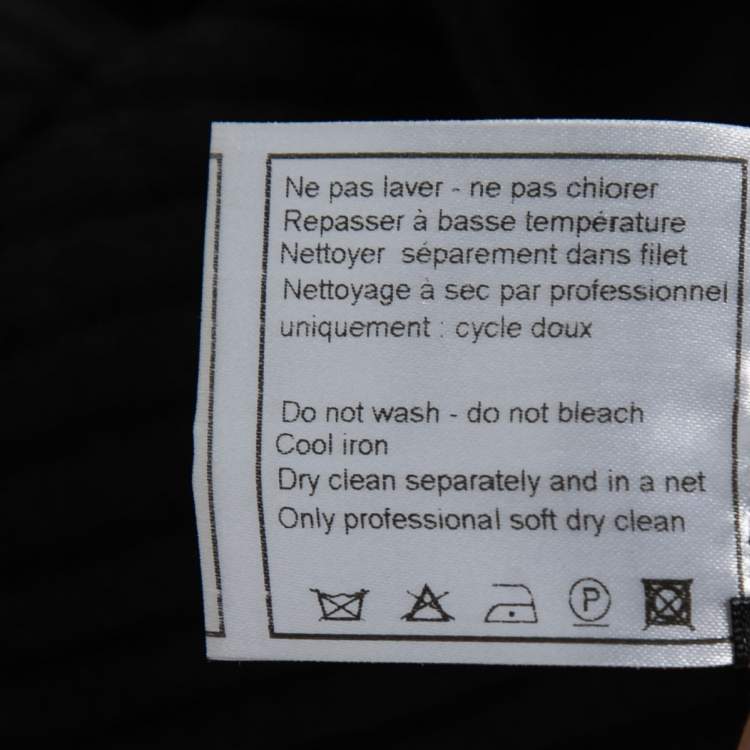 Ne pas laver - ne pas chlorer
Repasser à basse température
Nettoyer séparement dans filet
Nettoyage à sec par professionnel
uniquement : cycle doux
Do not wash - do not bleach
Cool iron
Dry clean separately and in a net
Only professional soft dry clean
P